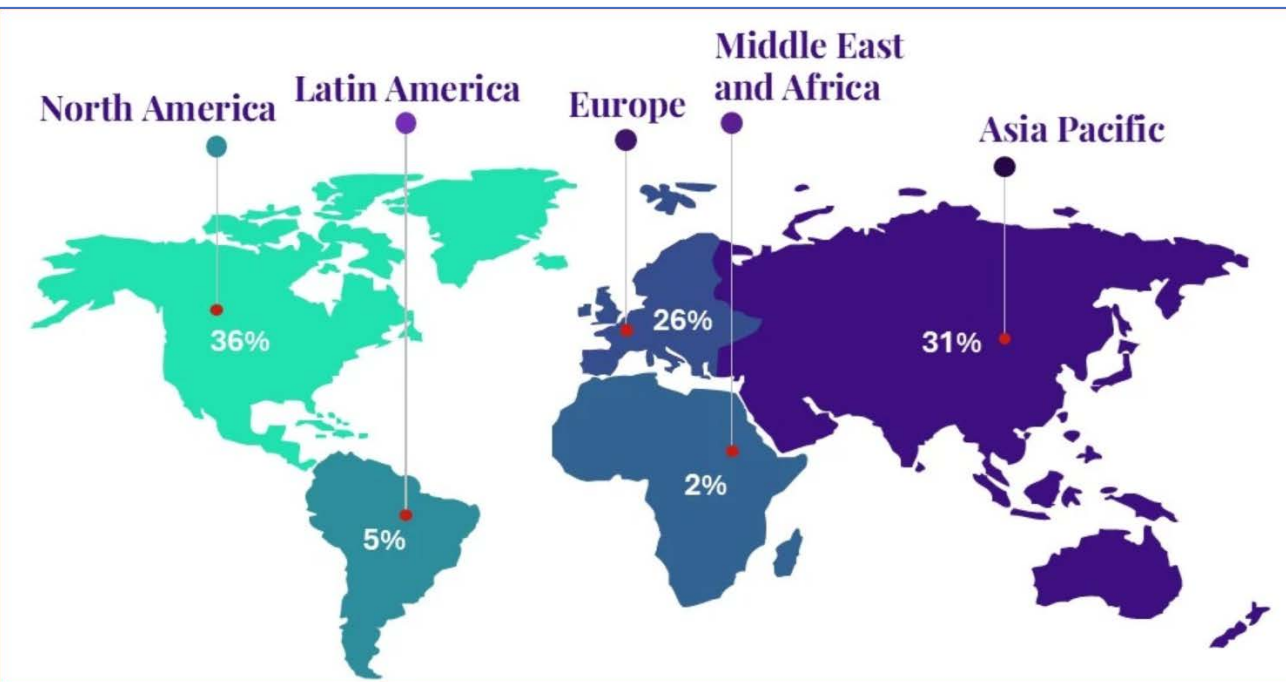 North America
Latin America
Europe
Middle East
and Africa
Asia Pacific
36%
5%
26%
2%
31%